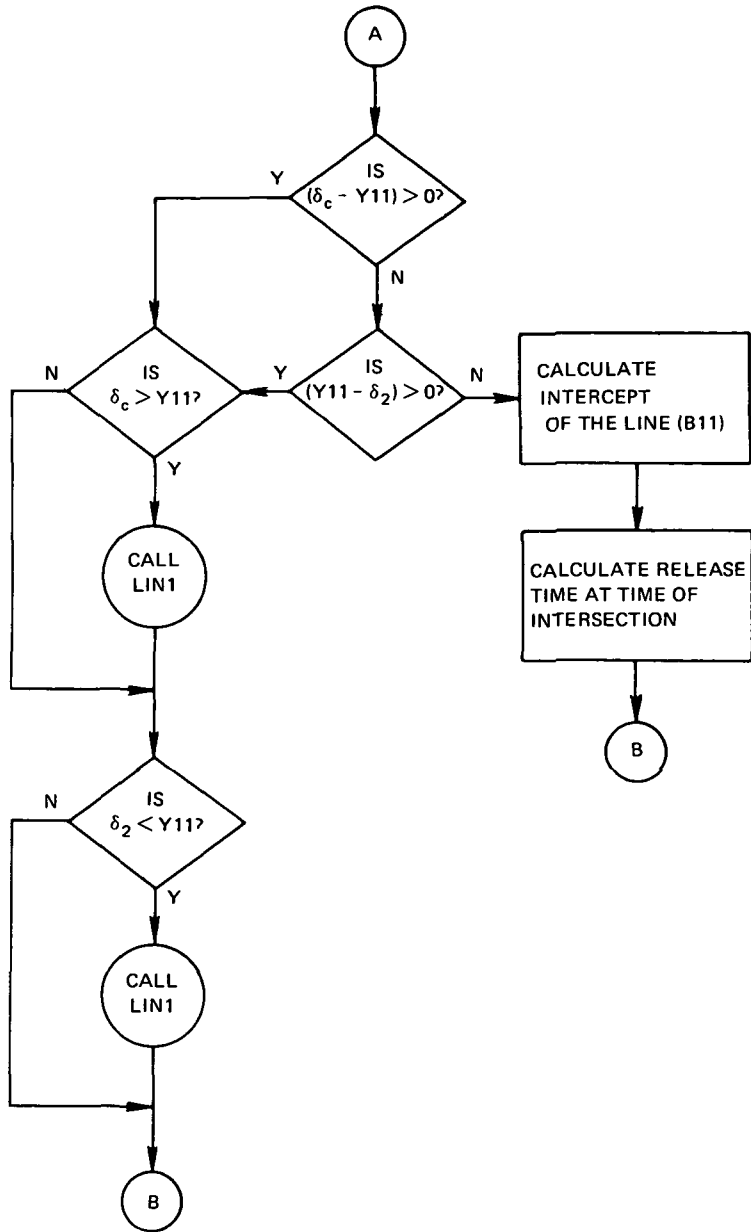 A
IS
(δc - Y11) > 0?
Y
N
IS
δc > Y11?
N
Y
IS
(Y11 - δ2) > 0?
Y
N
CALCULATE
INTERCEPT
OF THE LINE (B11)
CALL
LIN1
CALCULATE RELEASE
TIME AT TIME OF
INTERSECTION
B
IS
δ2 < Y11?
N
Y
CALL
LIN1
B